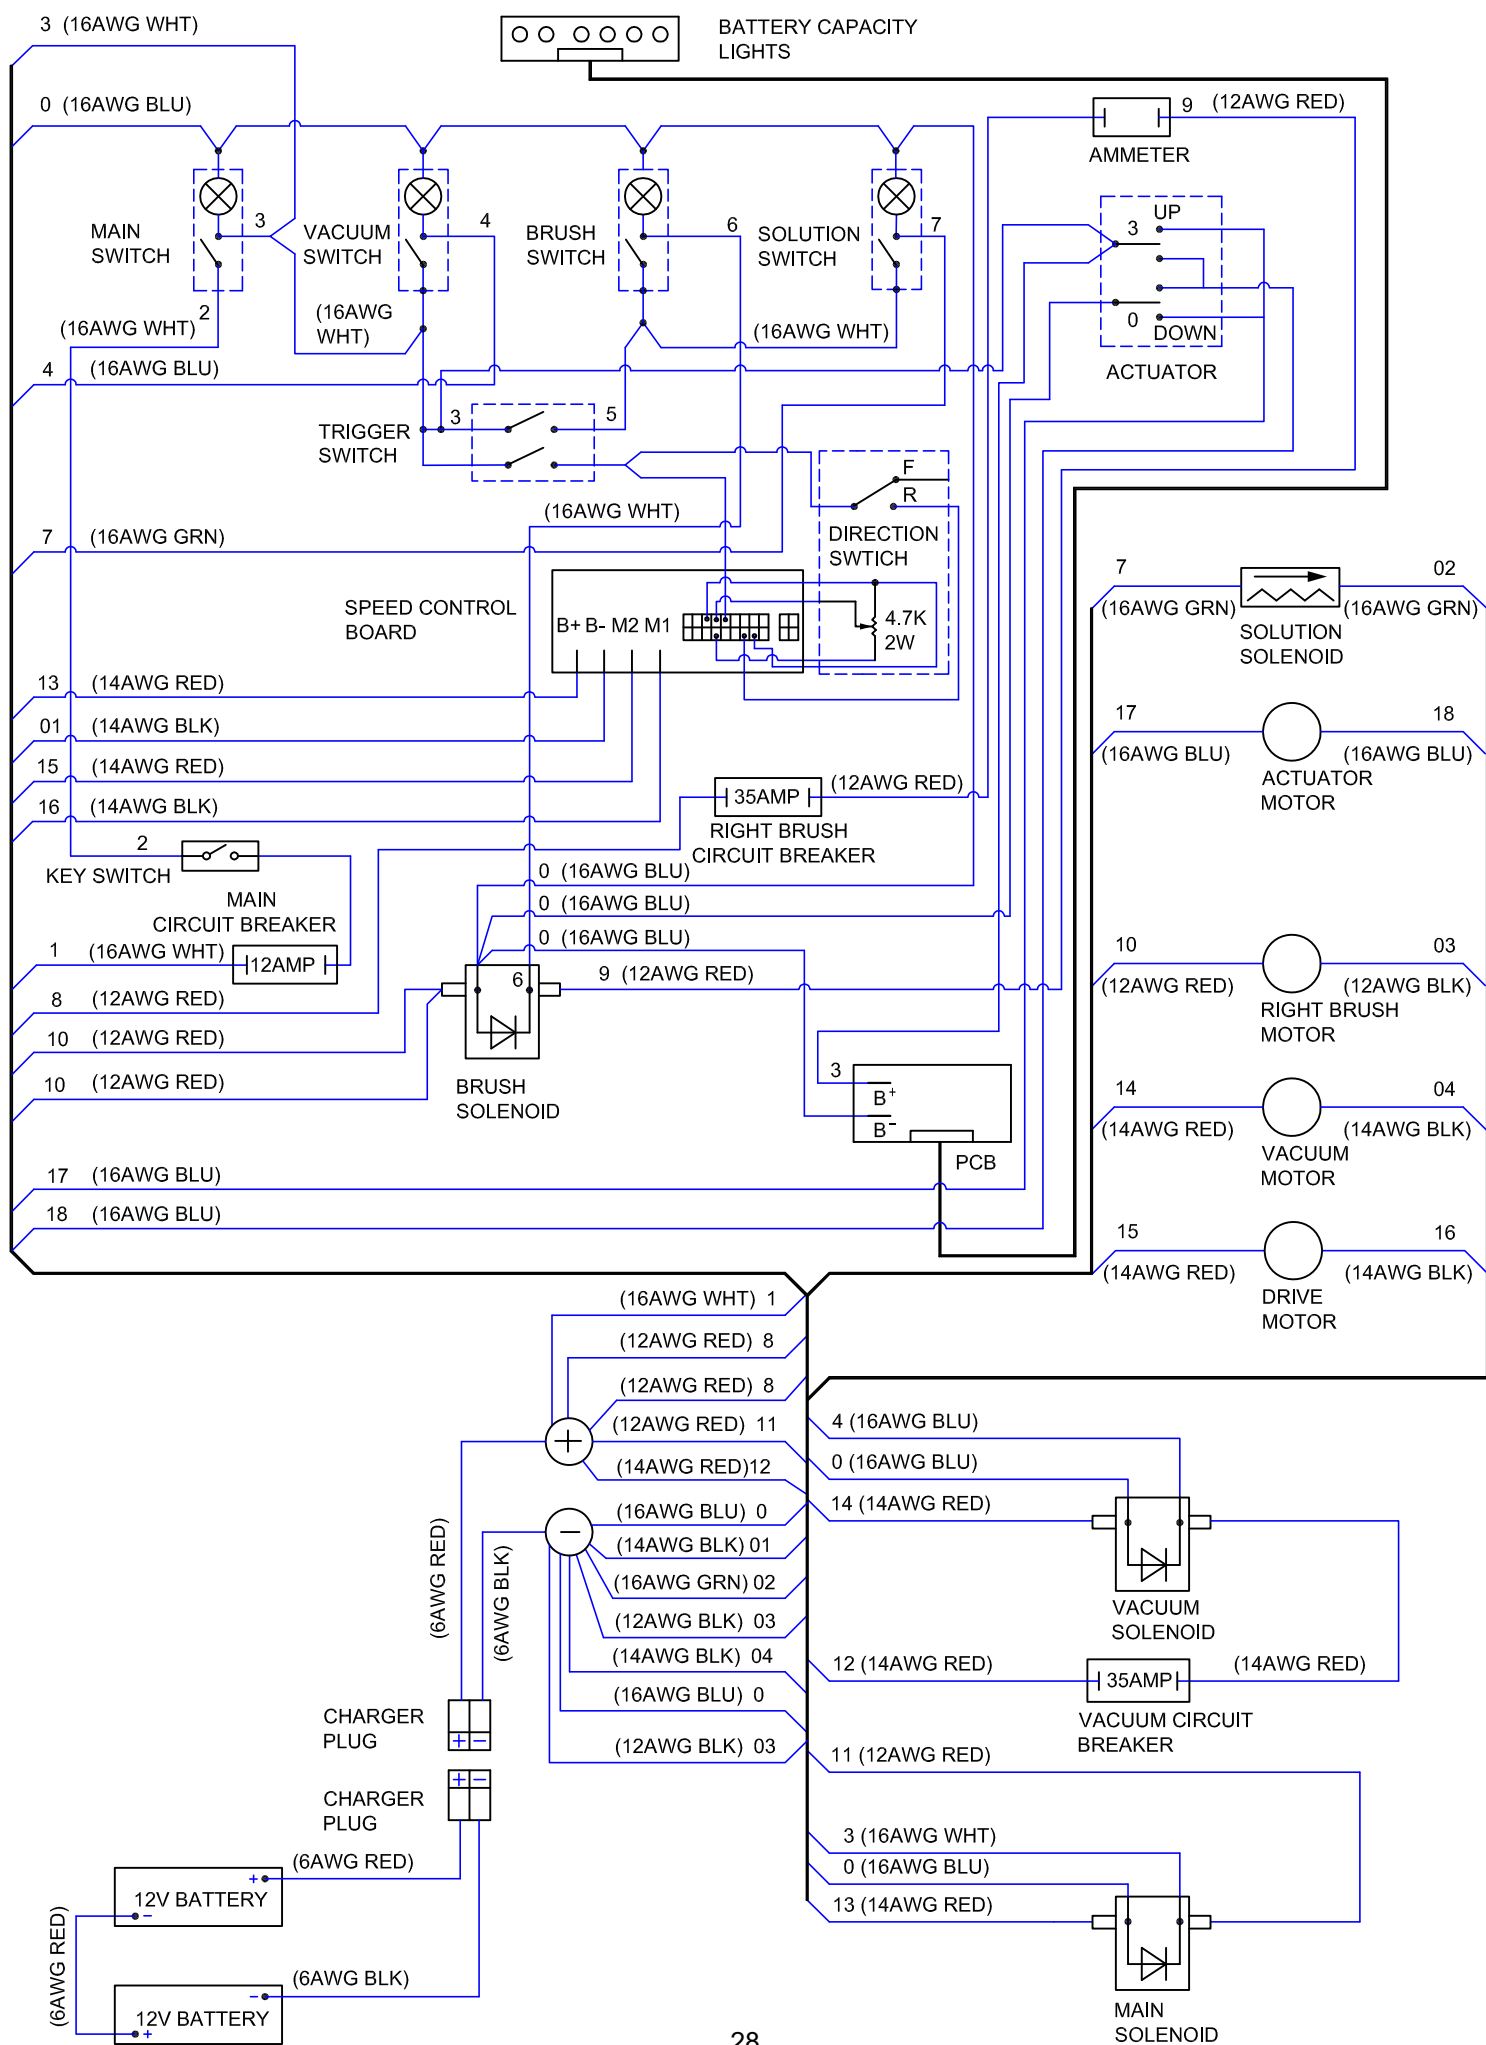 3 (16AWG WHT)
BATTERY CAPACITY
LIGHTS
0 (16AWG BLU)
9 (12AWG RED)
AMMETER
MAIN
SWITCH
3
2
(16AWG WHT)
VACUUM
SWITCH
4
(16AWG
WHT)
BRUSH
SWITCH
6
SOLUTION
SWITCH
7
(16AWG WHT)
UP
3
0
DOWN
ACTUATOR
4 (16AWG BLU)
TRIGGER
SWITCH
3
5
F
R
DIRECTION
SWTICH
4.7K
2W
(16AWG WHT)
7 (16AWG GRN)
SPEED CONTROL
BOARD
B+ B- M2 M1
13 (14AWG RED)
01 (14AWG BLK)
15 (14AWG RED)
16 (14AWG BLK)
35AMP
(12AWG RED)
RIGHT BRUSH
CIRCUIT BREAKER
2
KEY SWITCH
MAIN
CIRCUIT BREAKER
1 (16AWG WHT)
12AMP
0 (16AWG BLU)
0 (16AWG BLU)
0 (16AWG BLU)
6
9 (12AWG RED)
8 (12AWG RED)
10 (12AWG RED)
10 (12AWG RED)
BRUSH
SOLENOID
3
B+
B-
PCB
17 (16AWG BLU)
18 (16AWG BLU)
7
02
(16AWG GRN)
(16AWG GRN)
SOLUTION
SOLENOID
17
18
(16AWG BLU)
(16AWG BLU)
ACTUATOR
MOTOR
10
03
(12AWG RED)
(12AWG BLK)
RIGHT BRUSH
MOTOR
14
04
(14AWG RED)
(14AWG BLK)
VACUUM
MOTOR
15
16
(14AWG RED)
(14AWG BLK)
DRIVE
MOTOR
(16AWG WHT) 1
(12AWG RED) 8
(12AWG RED) 8
(12AWG RED) 11
(14AWG RED)12
+
(16AWG BLU) 0
(14AWG BLK) 01
(16AWG GRN) 02
(12AWG BLK) 03
(14AWG BLK) 04
(16AWG BLU) 0
(12AWG BLK) 03
−
(6AWG RED)
(6AWG BLK)
4 (16AWG BLU)
0 (16AWG BLU)
14 (14AWG RED)
VACUUM
SOLENOID
12 (14AWG RED)
35AMP
(14AWG RED)
VACUUM CIRCUIT
BREAKER
11 (12AWG RED)
3 (16AWG WHT)
0 (16AWG BLU)
13 (14AWG RED)
MAIN
SOLENOID
CHARGER
PLUG
+ −
+ −
CHARGER
PLUG
(6AWG RED)
+
12V BATTERY
−
(6AWG RED)
(6AWG BLK)
−
12V BATTERY
+
28